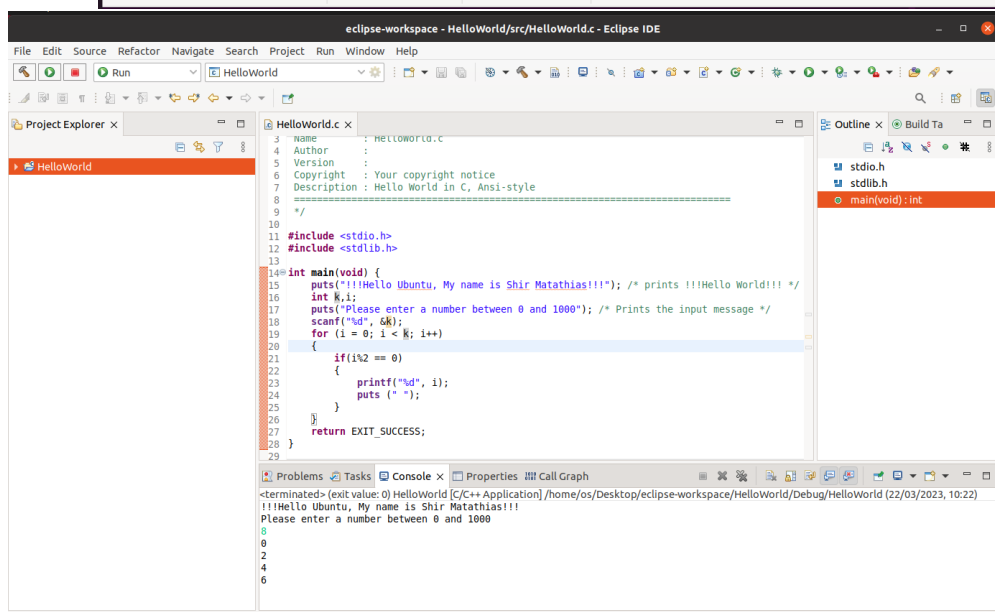 eclipse-workspace - HelloWorld/src/HelloWorld.c - Eclipse IDE
File Edit Source Refactor Navigate Search Project Run Window Help
Run HelloWorld
Project Explorer
HelloWorld
HelloWorld.c
3 Name : HelloWorld.c
4 Author :
5 Version :
6 Copyright : Your copyright notice
7 Description : Hello World in C, Ansi-style
8 ============================================================================
9 */
10
11 #include <stdio.h>
12 #include <stdlib.h>
13
14 int main(void) {
15 puts("!!!Hello Ubuntu, My name is Shir Matathias!!!"); /* prints !!!Hello World!!! */
16 int k,i;
17 puts("Please enter a number between 0 and 1000"); /* Prints the input message */
18 scanf("%d", &k);
19 for (i = 0; i < k; i++)
20 {
21 if(i%2 == 0)
22 {
23 printf("%d", i);
24 puts (" ");
25 }
26 }
27 return EXIT_SUCCESS;
28 }
29
Outline Build Ta
stdio.h
stdlib.h
main(void) : int
Problems Tasks Console Properties Call Graph
<terminated> (exit value: 0) HelloWorld [C/C++ Application] /home/os/Desktop/eclipse-workspace/HelloWorld/Debug/HelloWorld (22/03/2023, 10:22)
!!!Hello Ubuntu, My name is Shir Matathias!!!
Please enter a number between 0 and 1000
8
0
2
4
6